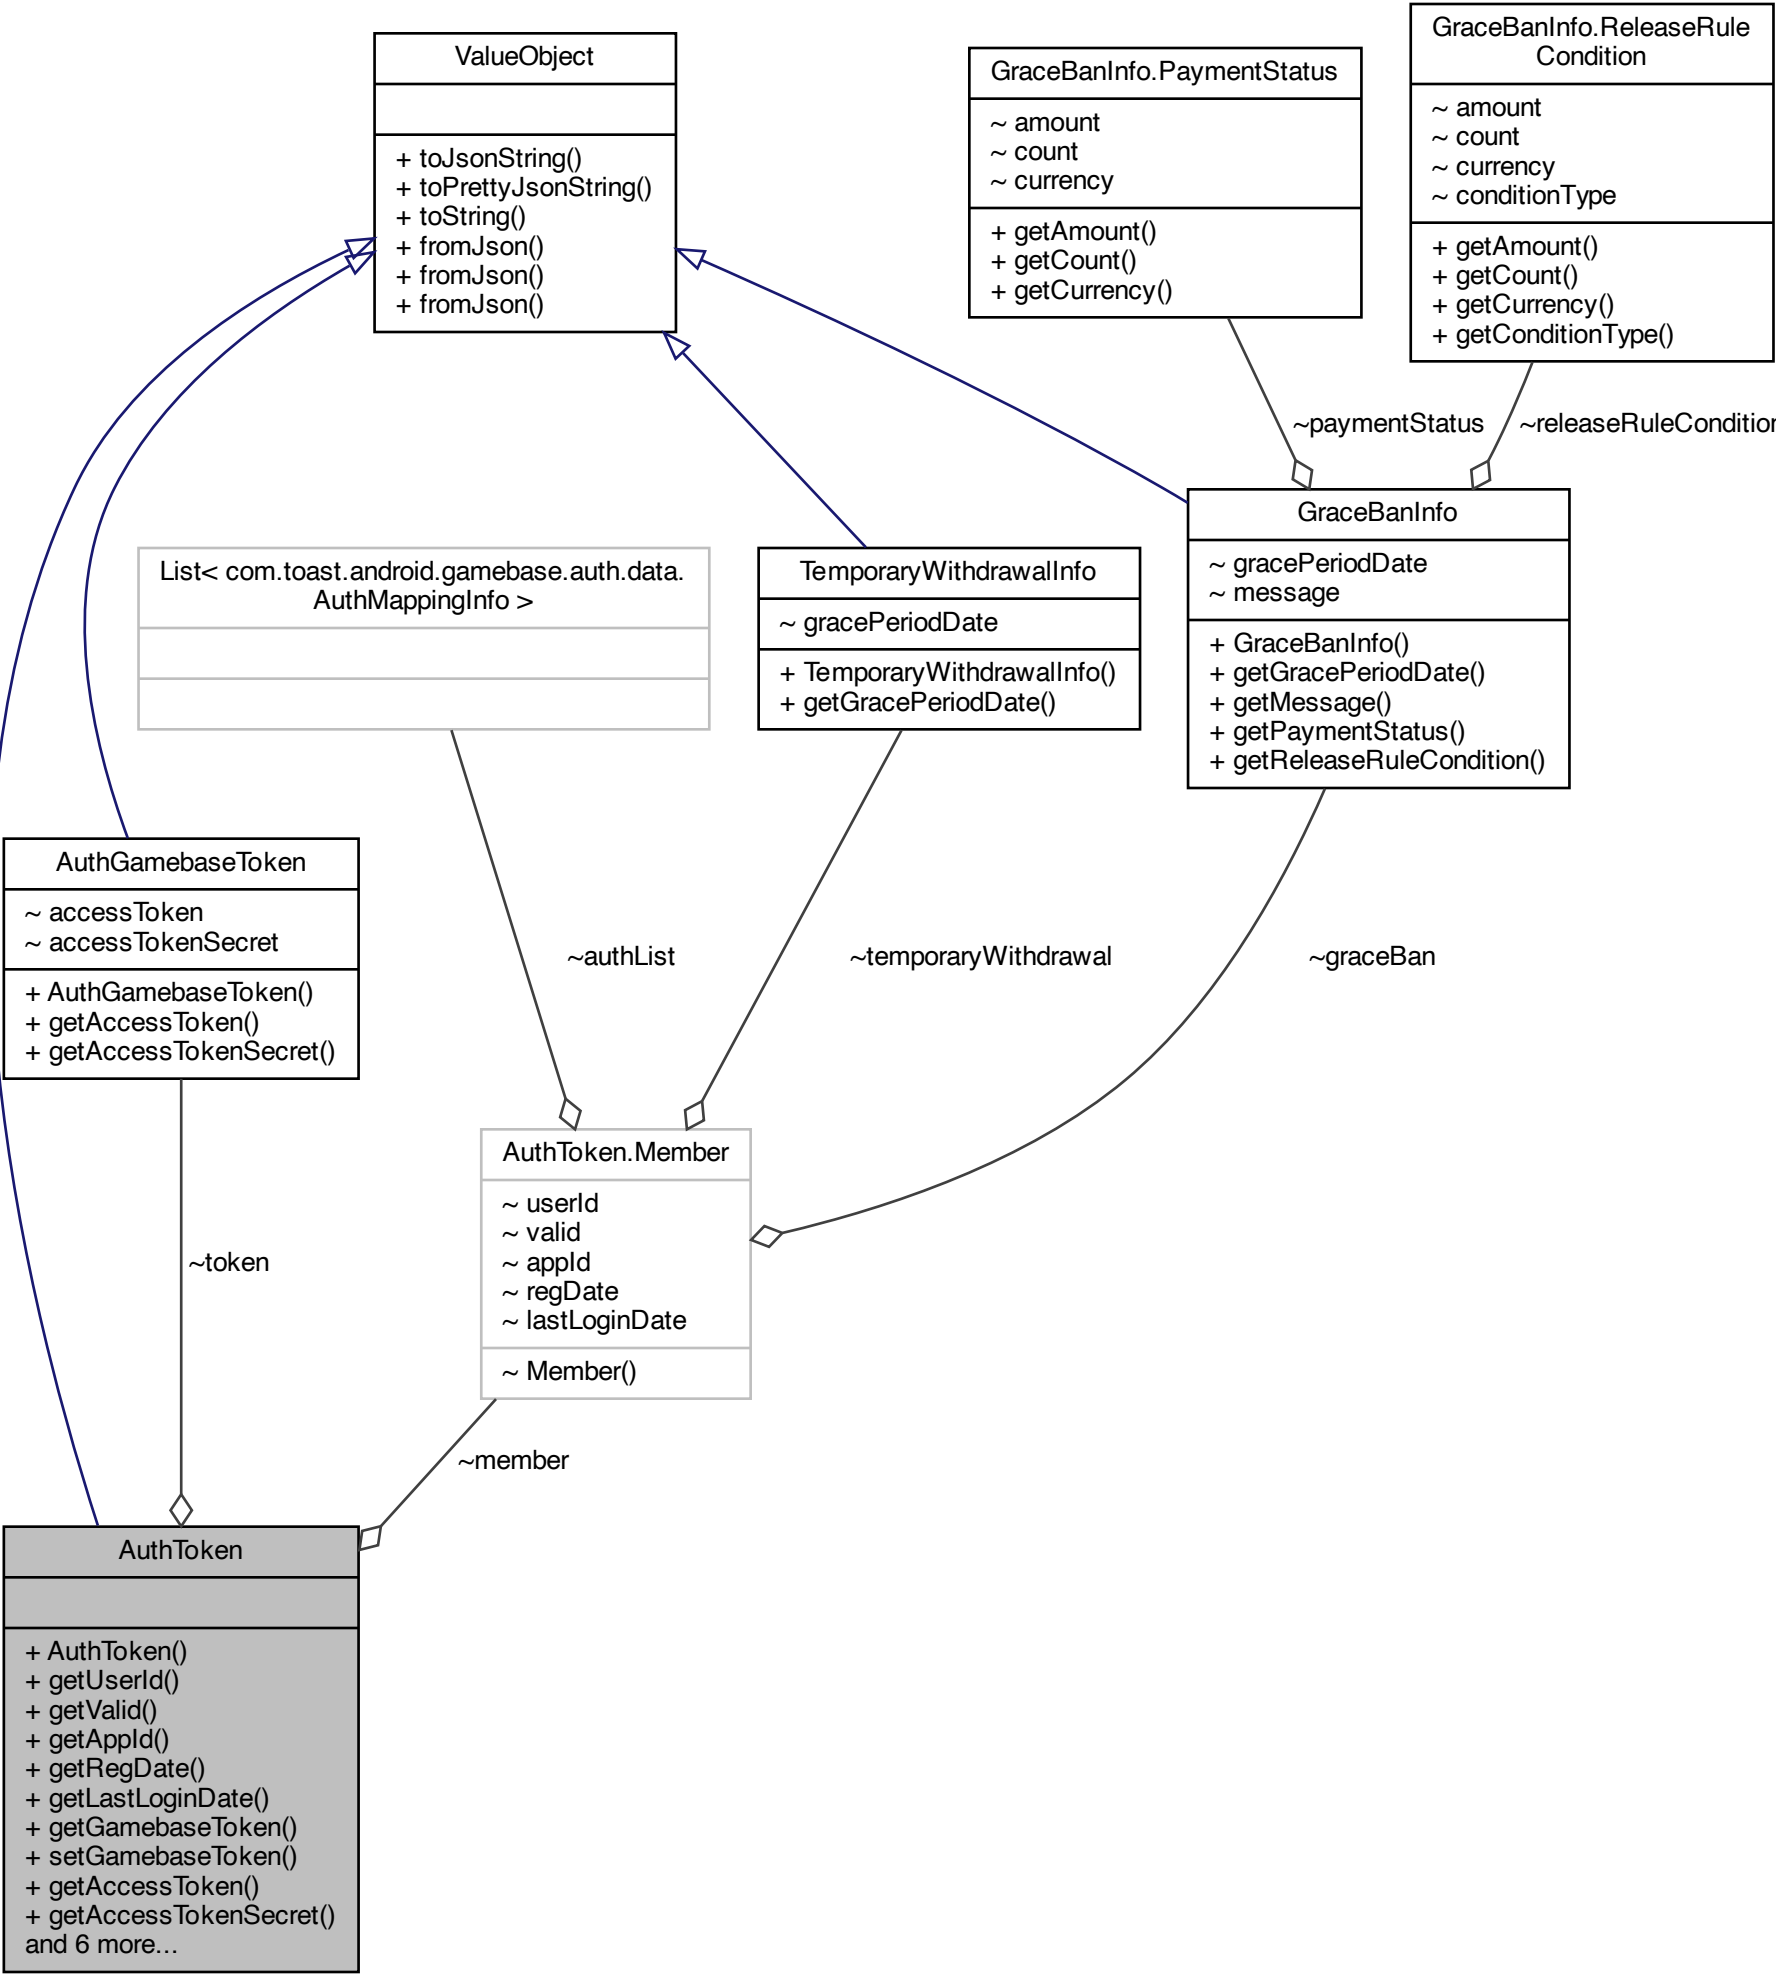 ValueObject
+ toJsonString()
+ toPrettyJsonString()
+ toString()
+ fromJson()
+ fromJson()
+ fromJson()
GraceBanInfo.PaymentStatus
~ amount
~ count
~ currency
+ getAmount()
+ getCount()
+ getCurrency()
GraceBanInfo.ReleaseRule
Condition
~ amount
~ count
~ currency
~ conditionType
+ getAmount()
+ getCount()
+ getCurrency()
+ getConditionType()
~paymentStatus
~releaseRuleCondition
List< com.toast.android.gamebase.auth.data.
AuthMappingInfo >
TemporaryWithdrawalInfo
~ gracePeriodDate
+ TemporaryWithdrawalInfo()
+ getGracePeriodDate()
GraceBanInfo
~ gracePeriodDate
~ message
+ GraceBanInfo()
+ getGracePeriodDate()
+ getMessage()
+ getPaymentStatus()
+ getReleaseRuleCondition()
AuthGamebaseToken
~ accessToken
~ accessTokenSecret
+ AuthGamebaseToken()
+ getAccessToken()
+ getAccessTokenSecret()
~authList
~temporaryWithdrawal
~graceBan
AuthToken.Member
~ userId
~ valid
~ appId
~ regDate
~ lastLoginDate
~ Member()
~token
~member
AuthToken
+ AuthToken()
+ getUserId()
+ getValid()
+ getAppId()
+ getRegDate()
+ getLastLoginDate()
+ getGamebaseToken()
+ setGamebaseToken()
+ getAccessToken()
+ getAccessTokenSecret()
and 6 more...